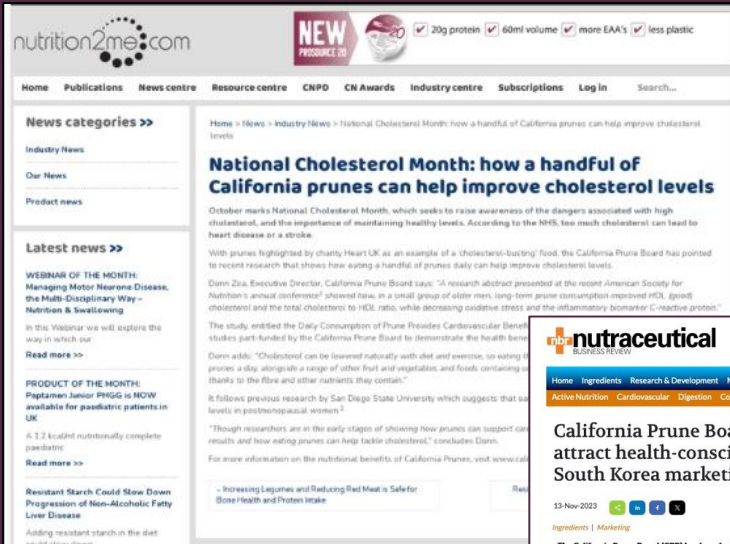 nutrition2me.com
NEW
PROSOURCE 20
20g protein 60ml volume more EAA's less plastic
Home Publications News centre Resource centre CNPD CN Awards Industry centre Subscriptions Log in Search...
News categories >>
Industry News
Our News
Product news
Latest news >>
WEBINAR OF THE MONTH:
Managing Motor Neurone Disease,
the Multi-Disciplinary Way –
Nutrition & Swallowing
In this Webinar we will explore the
way in which our
Read more >>
PRODUCT OF THE MONTH:
Peptamen Junior PHGG is NOW
available for paediatric patients in
UK
A 1.2 kcal/ml nutritionally complete
paediatric
Read more >>
Resistant Starch Could Slow Down
Progression of Non-Alcoholic Fatty
Liver Disease
Adding resistant starch in the diet
could slow down
Home > News > Industry News > National Cholesterol Month: how a handful of California prunes can help improve cholesterol
levels
National Cholesterol Month: how a handful of
California prunes can help improve cholesterol levels
October marks National Cholesterol Month, which seeks to raise awareness of the dangers associated with high
cholesterol, and the importance of maintaining healthy levels. According to the NHS, too much cholesterol can lead to
heart disease or a stroke.
With prunes highlighted by charity Heart UK as an example of a 'cholesterol-busting' food, the California Prune Board has pointed
to recent research that shows how eating a handful of prunes daily can help improve cholesterol levels.
Donn Zea, Executive Director, California Prune Board says: "A research abstract presented at the recent American Society for
Nutrition's annual conference showed how, in a small group of older men, long-term prune consumption improved HDL (good)
cholesterol and the total cholesterol to HDL ratio, while decreasing oxidative stress and the inflammatory biomarker C-reactive protein."
The study, entitled the Daily Consumption of Prune Provides Cardiovascular Benef
studies part-funded by the California Prune Board to demonstrate the health bene
Donn adds: "Cholesterol can be lowered naturally with diet and exercise, so eating
prunes a day, alongside a range of other fruit and vegetables and foods containing
thanks to the fibre and other nutrients they contain."
It follows previous research by San Diego State University which suggests that
levels in postmenopausal women
"Though researchers are in the early stages of showing how prunes can support
results and how eating prunes can help tackle cholesterol," concludes Donn.
For more information on the nutritional benefits of California Prunes, visit
– Increasing Legumes and Reducing Red Meat is Safe for
Bone Health and Protein Intake
nbr nutraceutical
BUSINESS REVIEW
Home Ingredients Research & Development
Active Nutrition Cardiovascular Digestion
California Prune Boa
attract health-consci
South Korea marketi
13-Nov-2023
Ingredients | Marketing